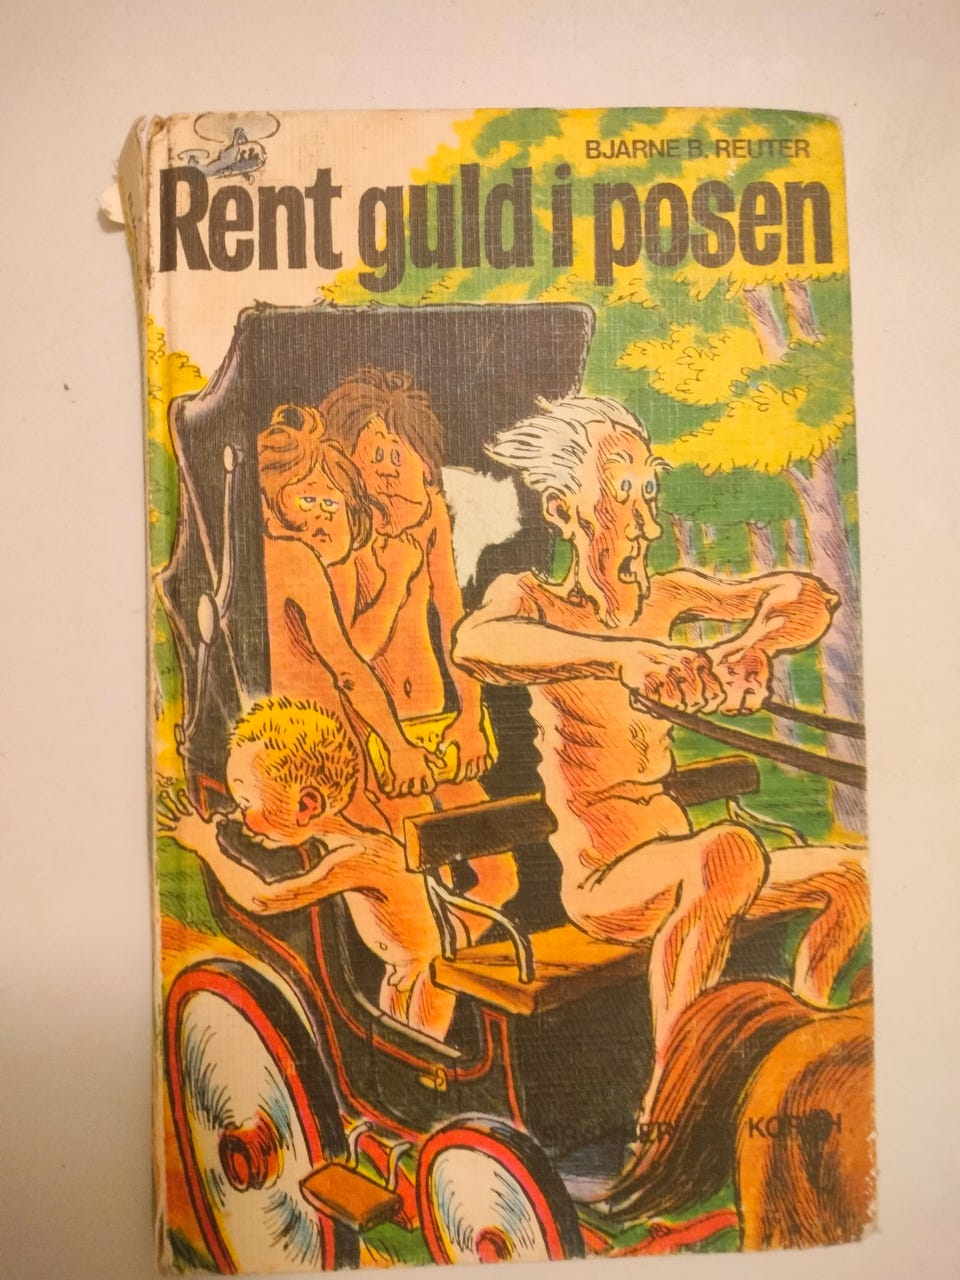 BJARNE B. REUTER
Rent guld i posen